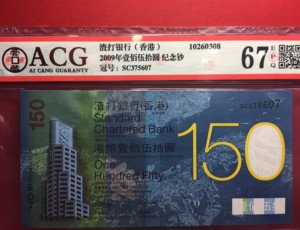 ACG
AI CANG GUARANTY
渣打银行（香港）
2009年壹佰伍拾圆 纪念钞
冠号：SC375607
10260308
67 EPQ
150
渣打銀行(香港)
Standard
Chartered Bank
港幣壹佰伍拾圓
One
Hundred Fifty
SC375607
150